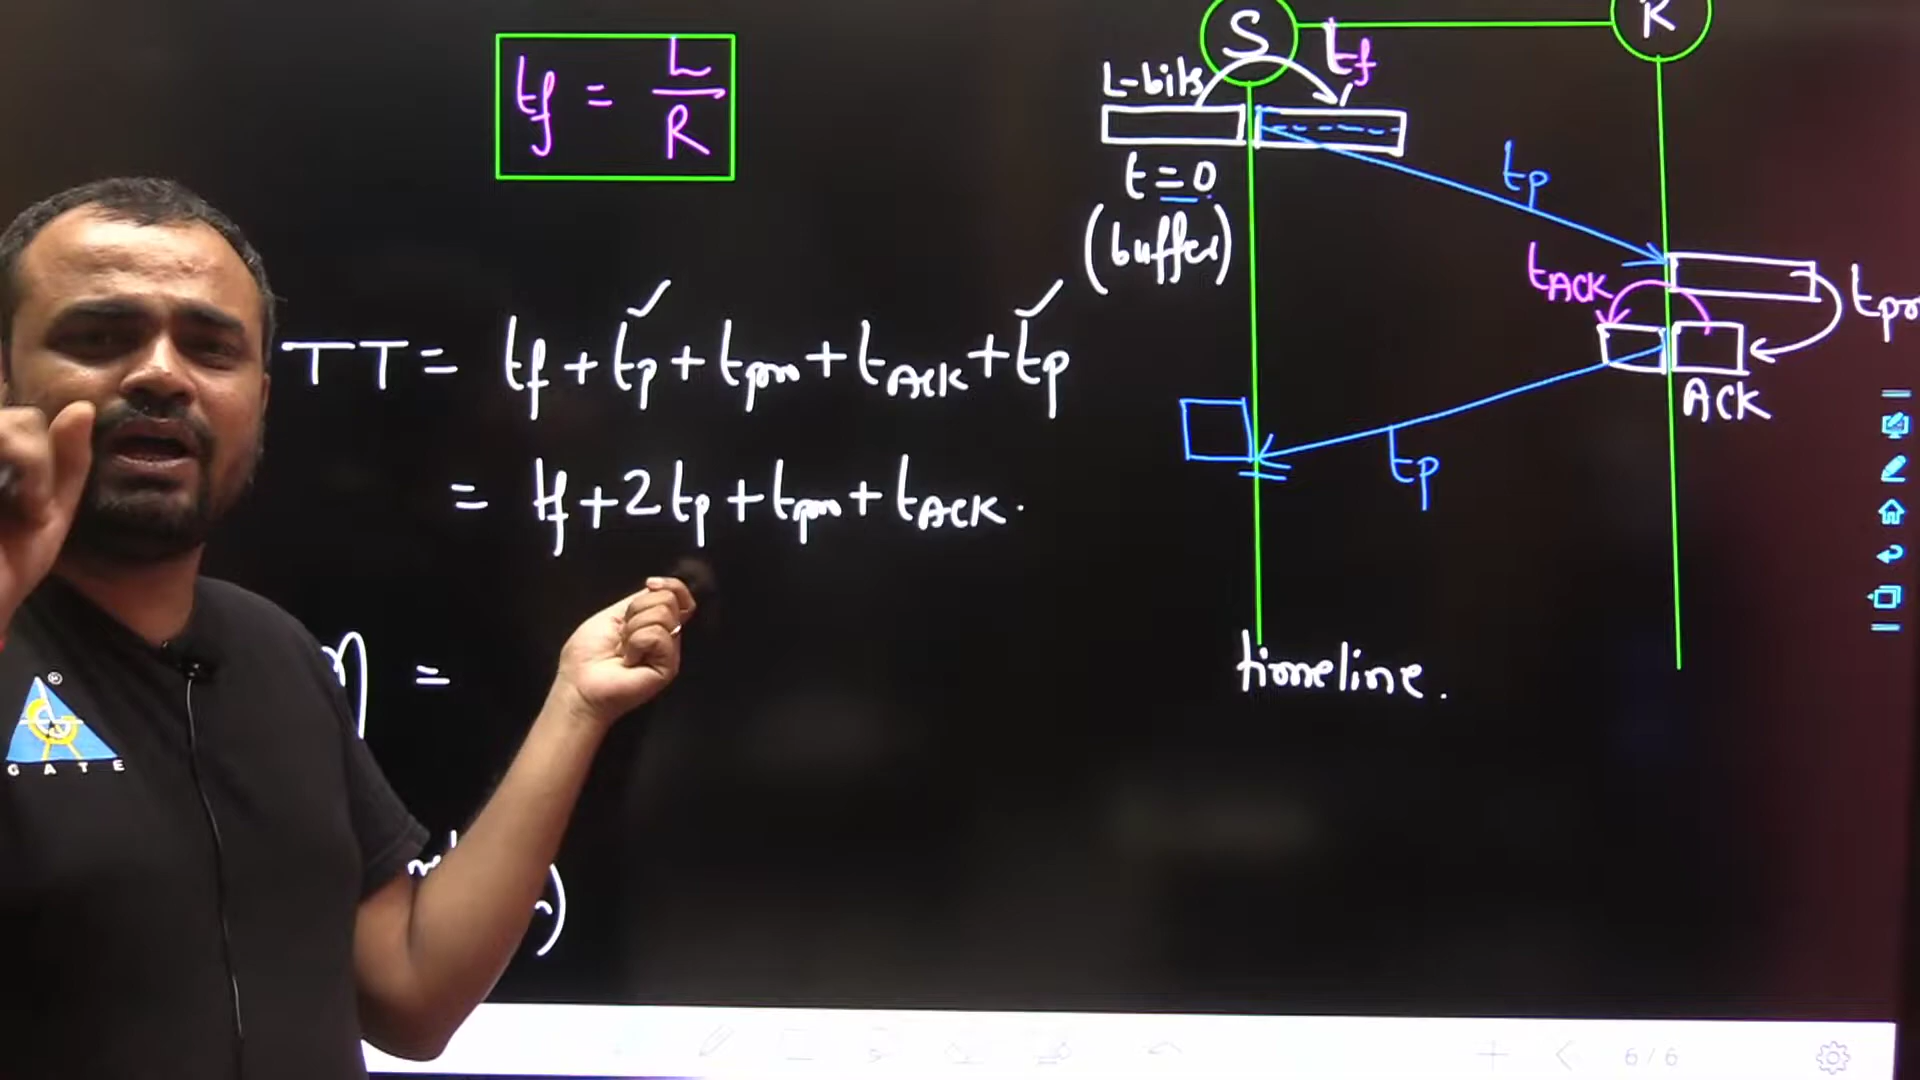 tf = L/R
S
R
tf
L-bits
t = 0
(buffer)
tp
tACK
ACK
tp
TT = tf + tp + tpro + tACK + tp
= tf + 2tp + tpro + tACK.
η =
timeline.
GATE
6/6